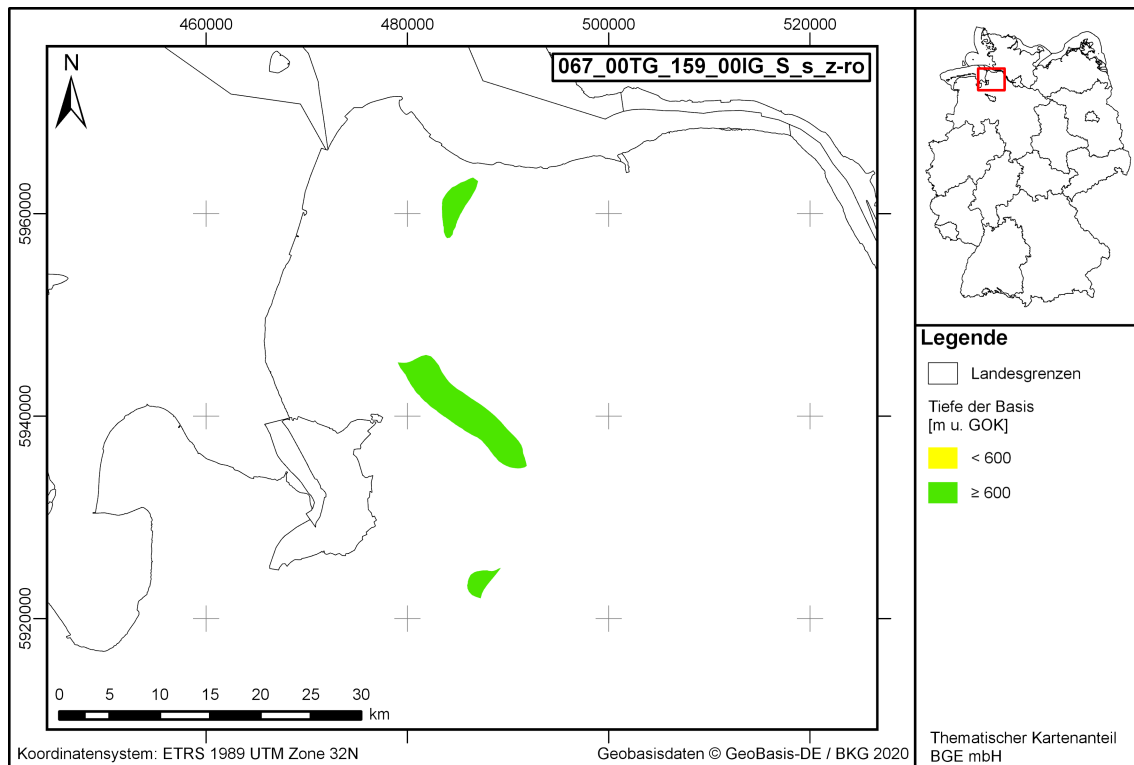 460000 480000 500000 520000
067_00TG_159_00IG_S_s_z-ro
N
5960000
5940000
5920000
0 5 10 15 20 25 30
km
Koordinatensystem: ETRS 1989 UTM Zone 32N
Geobasisdaten © GeoBasis-DE / BKG 2020
Legende
Landesgrenzen
Tiefe der Basis
[m u. GOK]
< 600
≥ 600
Thematischer Kartenanteil
BGE mbH